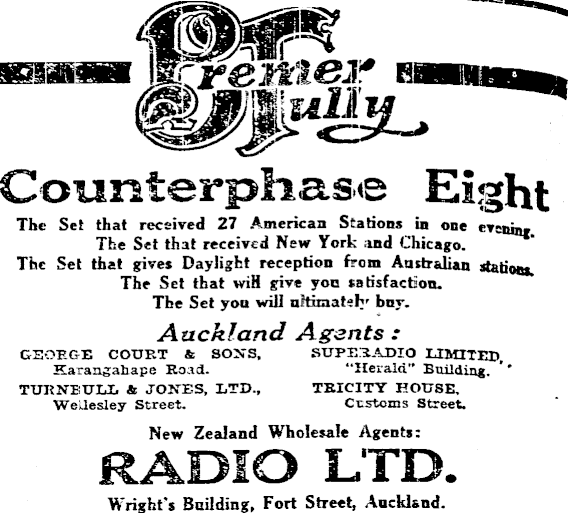 Bremer
Tully
Counterphase Eight
The Set that received 27 American Stations in one evening.
The Set that received New York and Chicago.
The Set that gives Daylight reception from Australian stations.
The Set that will give you satisfaction.
The Set you will ultimately buy.
Auckland Agents:
GEORGE COURT & SONS,
Karangahape Road.
SUPERADIO LIMITED,
"Herald" Building.
TURNBULL & JONES, LTD.,
Wellesley Street.
TRICITY HOUSE,
Customs Street.
New Zealand Wholesale Agents:
RADIO LTD.
Wright's Building, Fort Street, Auckland.